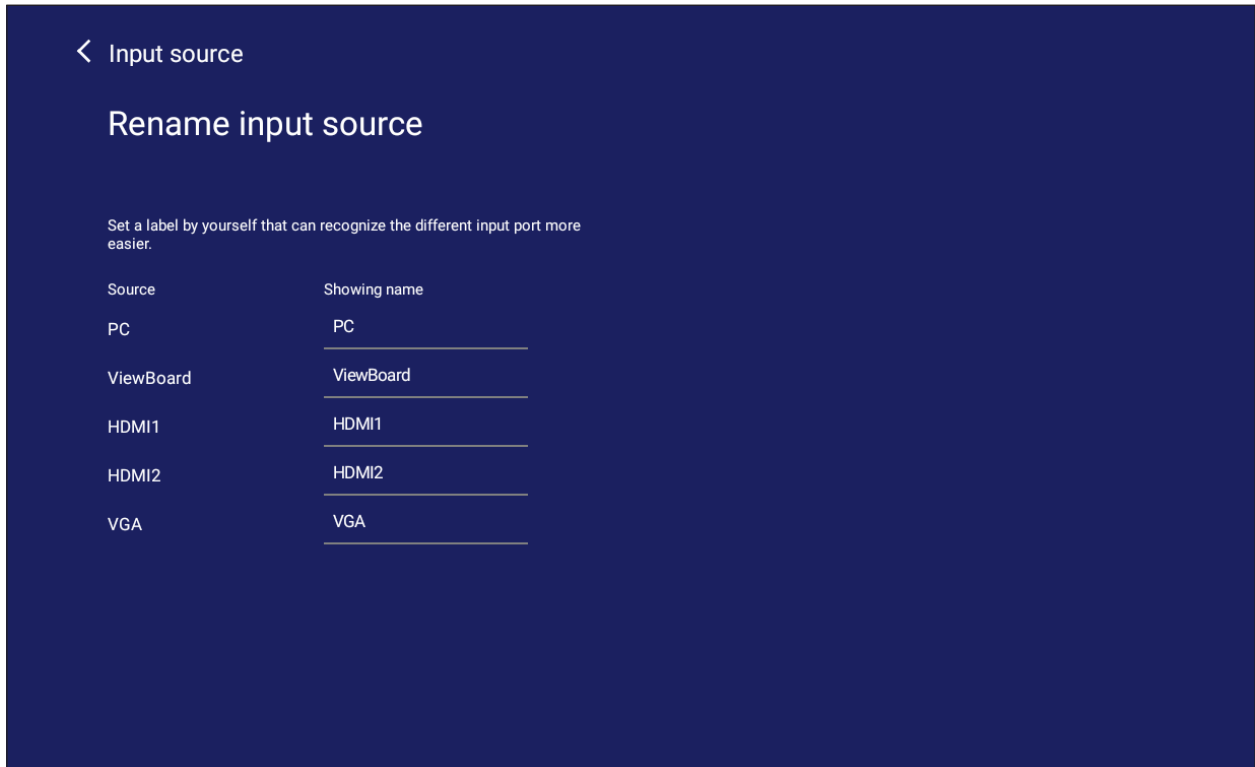 Input source
Rename input source
Set a label by yourself that can recognize the different input port more
easier.
Source Showing name
PC PC
ViewBoard ViewBoard
HDMI1 HDMI1
HDMI2 HDMI2
VGA VGA